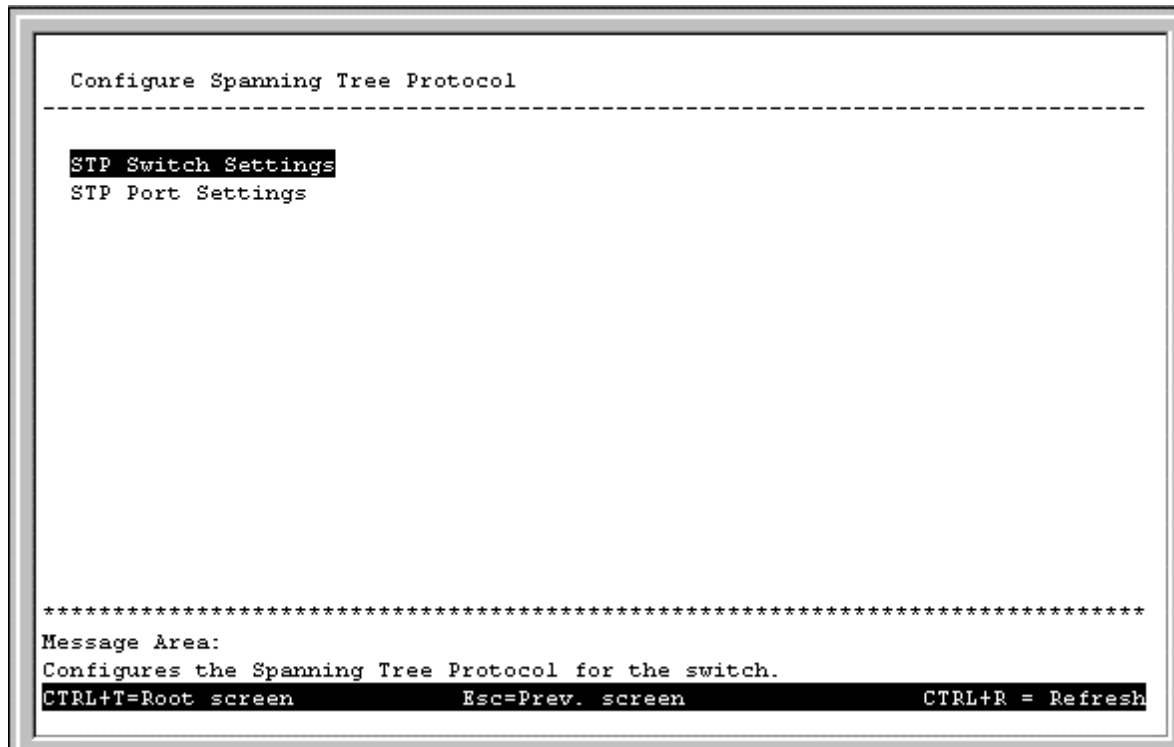 Configure Spanning Tree Protocol
-------------------------------------------------------------------------------
STP Switch Settings
STP Port Settings
*******************************************************************************
Message Area:
Configures the Spanning Tree Protocol for the switch.
CTRL+T=Root screen Esc=Prev. screen CTRL+R = Refresh